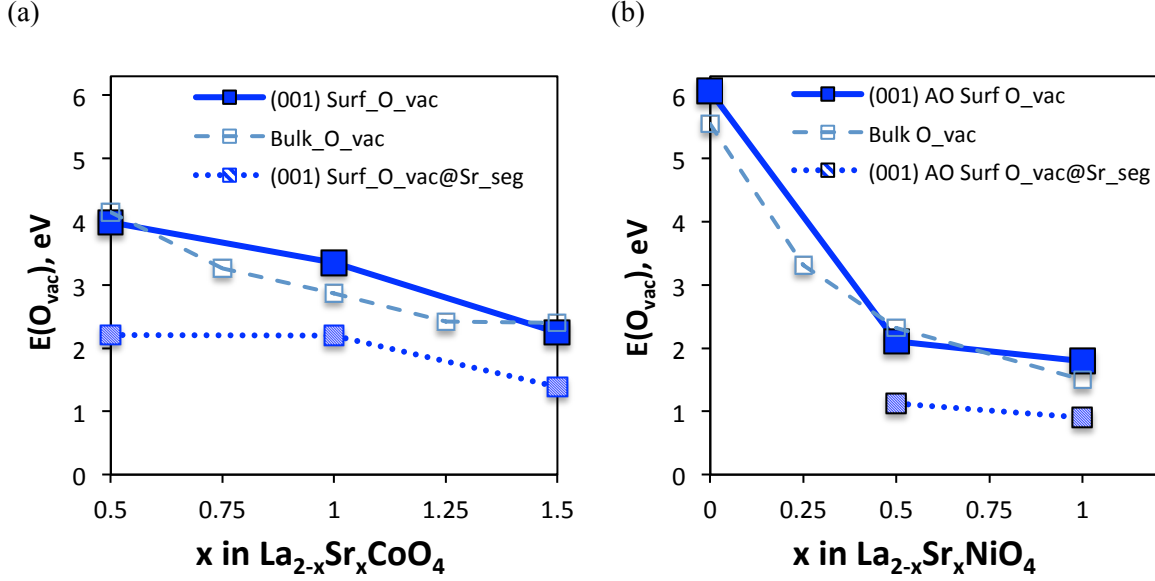 (a)
(b)
(001) Surf_O_vac
Bulk_O_vac
(001) Surf_O_vac@Sr_seg
E(Ovac), eV
6
5
4
3
2
1
0
0.5 0.75 1 1.25 1.5
x in La2-xSrxCoO4
(001) AO Surf O_vac
Bulk O_vac
(001) AO Surf O_vac@Sr_seg
E(Ovac), eV
6
5
4
3
2
1
0
0 0.25 0.5 0.75 1
x in La2-xSrxNiO4